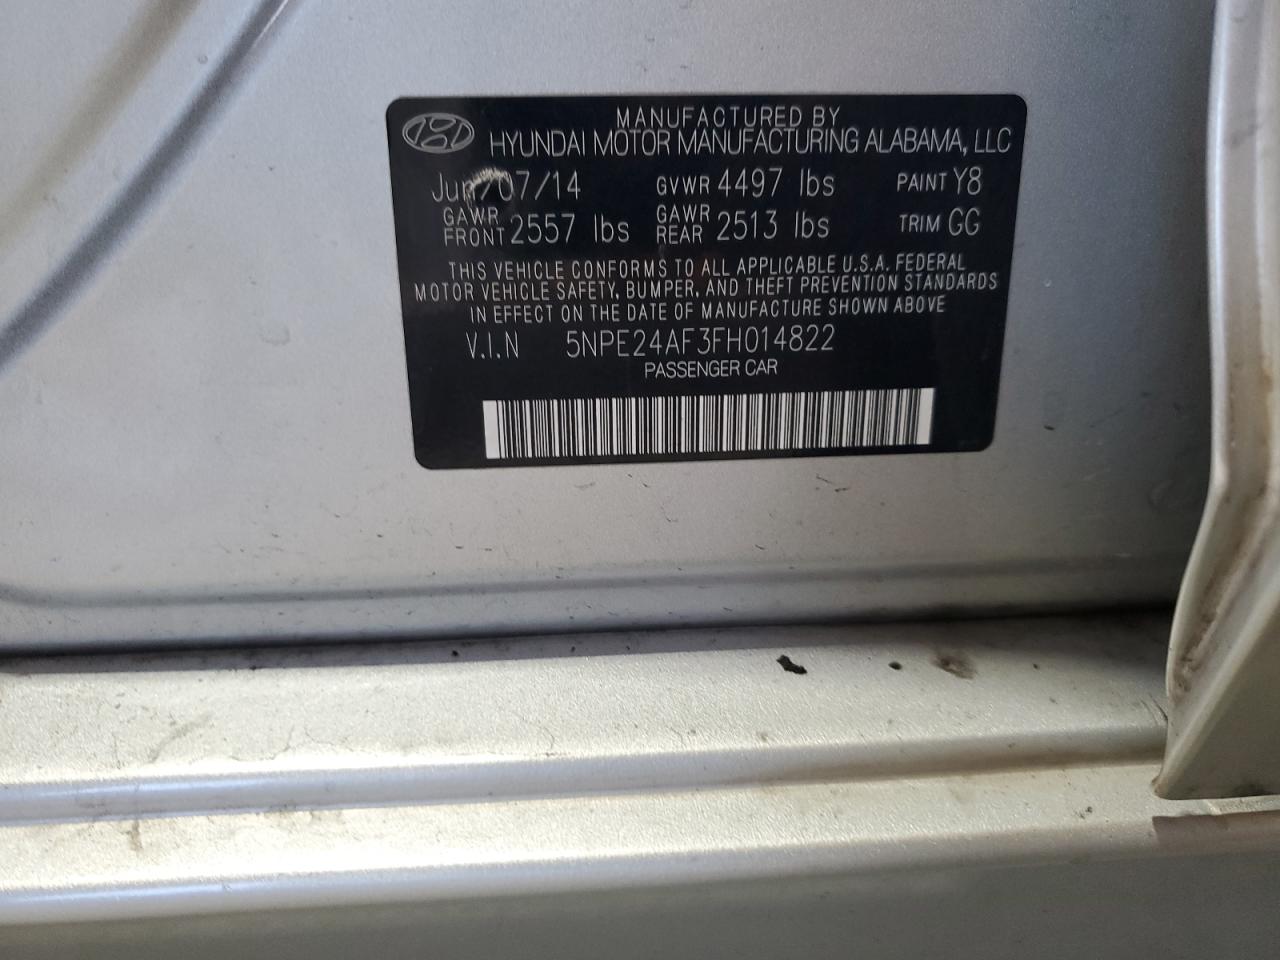 MANUFACTURED BY
HYUNDAI MOTOR MANUFACTURING ALABAMA, LLC
Jun/07/14 GVWR 4497 lbs PAINT Y8
GAWR FRONT 2557 lbs GAWR REAR 2513 lbs TRIM GG
THIS VEHICLE CONFORMS TO ALL APPLICABLE U.S.A. FEDERAL
MOTOR VEHICLE SAFETY, BUMPER, AND THEFT PREVENTION STANDARDS
IN EFFECT ON THE DATE OF MANUFACTURE SHOWN ABOVE
V.I.N 5NPE24AF3FH014822
PASSENGER CAR